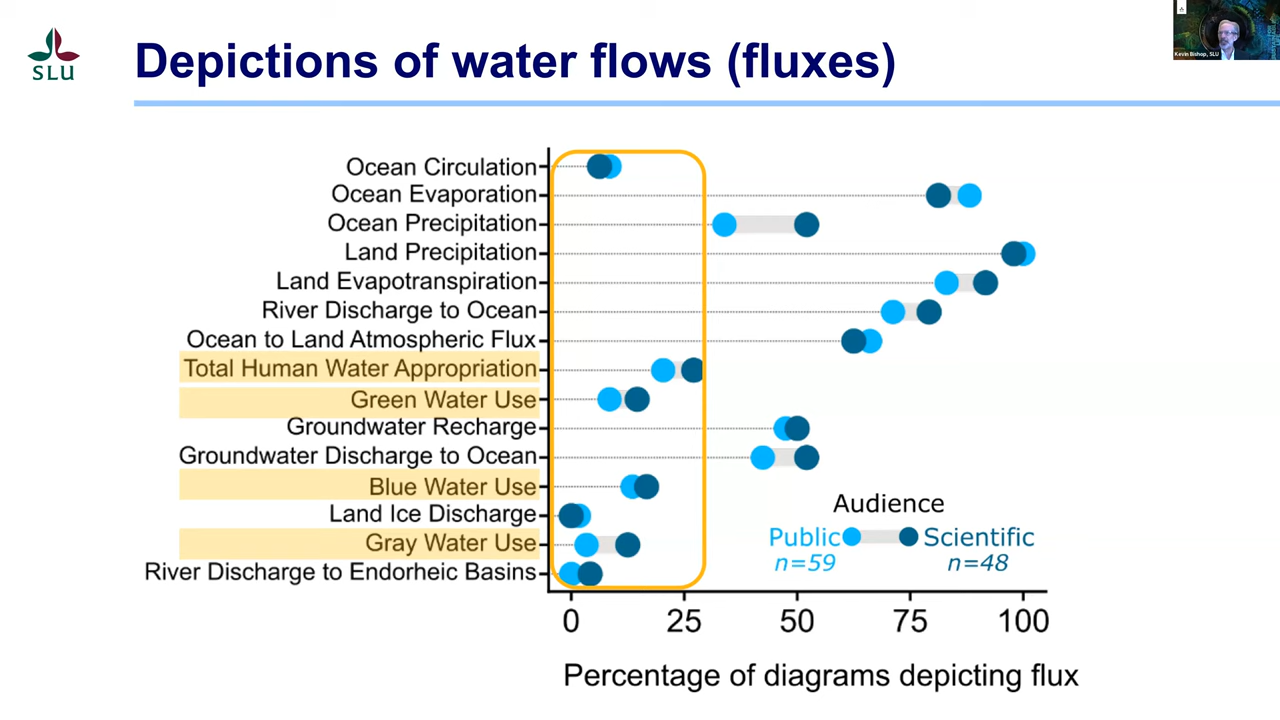 SLU
Depictions of water flows (fluxes)
Kevin Bishop, SLU
Ocean Circulation
Ocean Evaporation
Ocean Precipitation
Land Precipitation
Land Evapotranspiration
River Discharge to Ocean
Ocean to Land Atmospheric Flux
Total Human Water Appropriation
Green Water Use
Groundwater Recharge
Groundwater Discharge to Ocean
Blue Water Use
Land Ice Discharge
Gray Water Use
River Discharge to Endorheic Basins
Audience
Public Scientific
n=59 n=48
0 25 50 75 100
Percentage of diagrams depicting flux